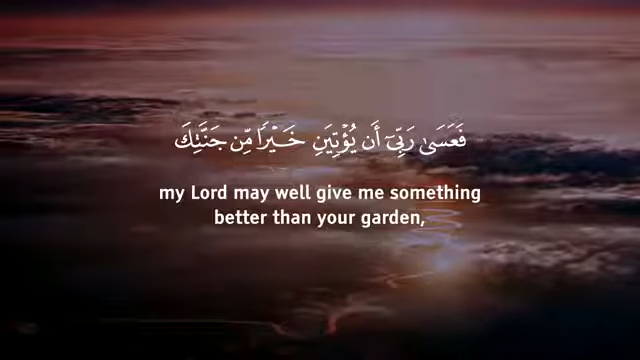 فَعَسَىٰ رَبِّىٓ أَن يُؤْتِيَنِ خَيْرًا مِّن جَنَّتِكَ
my Lord may well give me something
better than your garden,